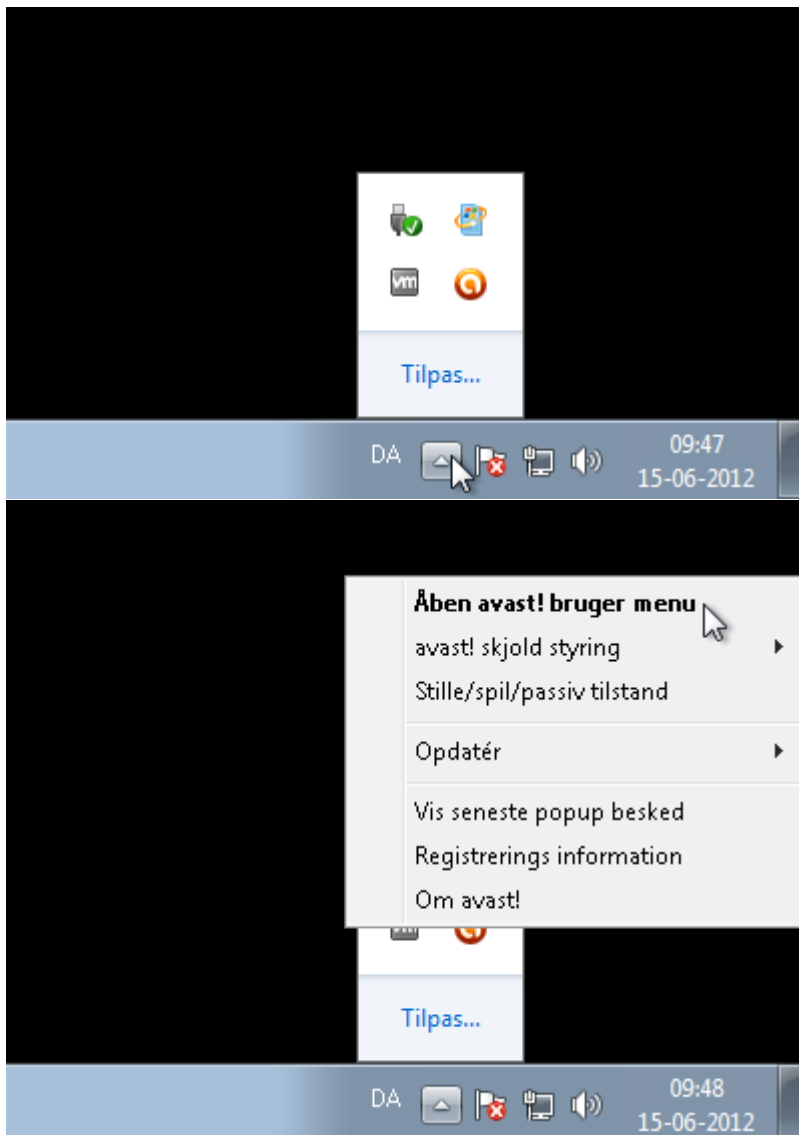 vm
Tilpas...
DA
09:47
15-06-2012
Åben avast! bruger menu
avast! skjold styring
Stille/spil/passiv tilstand
Opdatér
Vis seneste popup besked
Registrerings information
Om avast!
Tilpas...
DA
09:48
15-06-2012